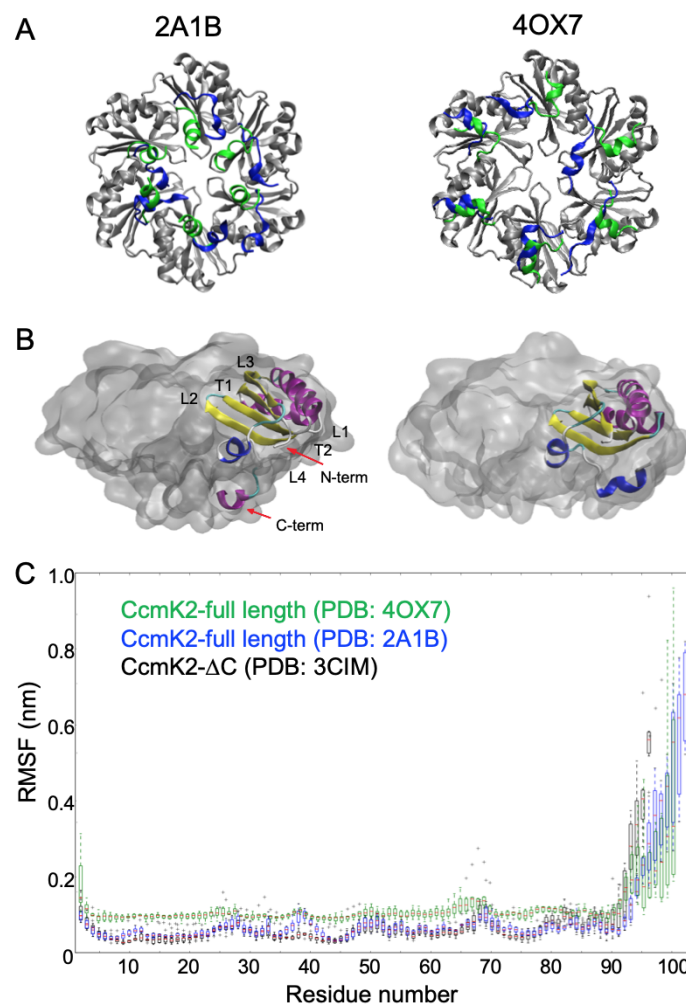 A
2A1B
4OX7
B
L3
T1
L2
L1
T2
L4
N-term
C-term
C
1.0
CcmK2-full length (PDB: 4OX7)
CcmK2-full length (PDB: 2A1B)
CcmK2-ΔC (PDB: 3CIM)
0.8
0.6
0.4
0.2
0
RMSF (nm)
10 20 30 40 50 60 70 80 90 100
Residue number